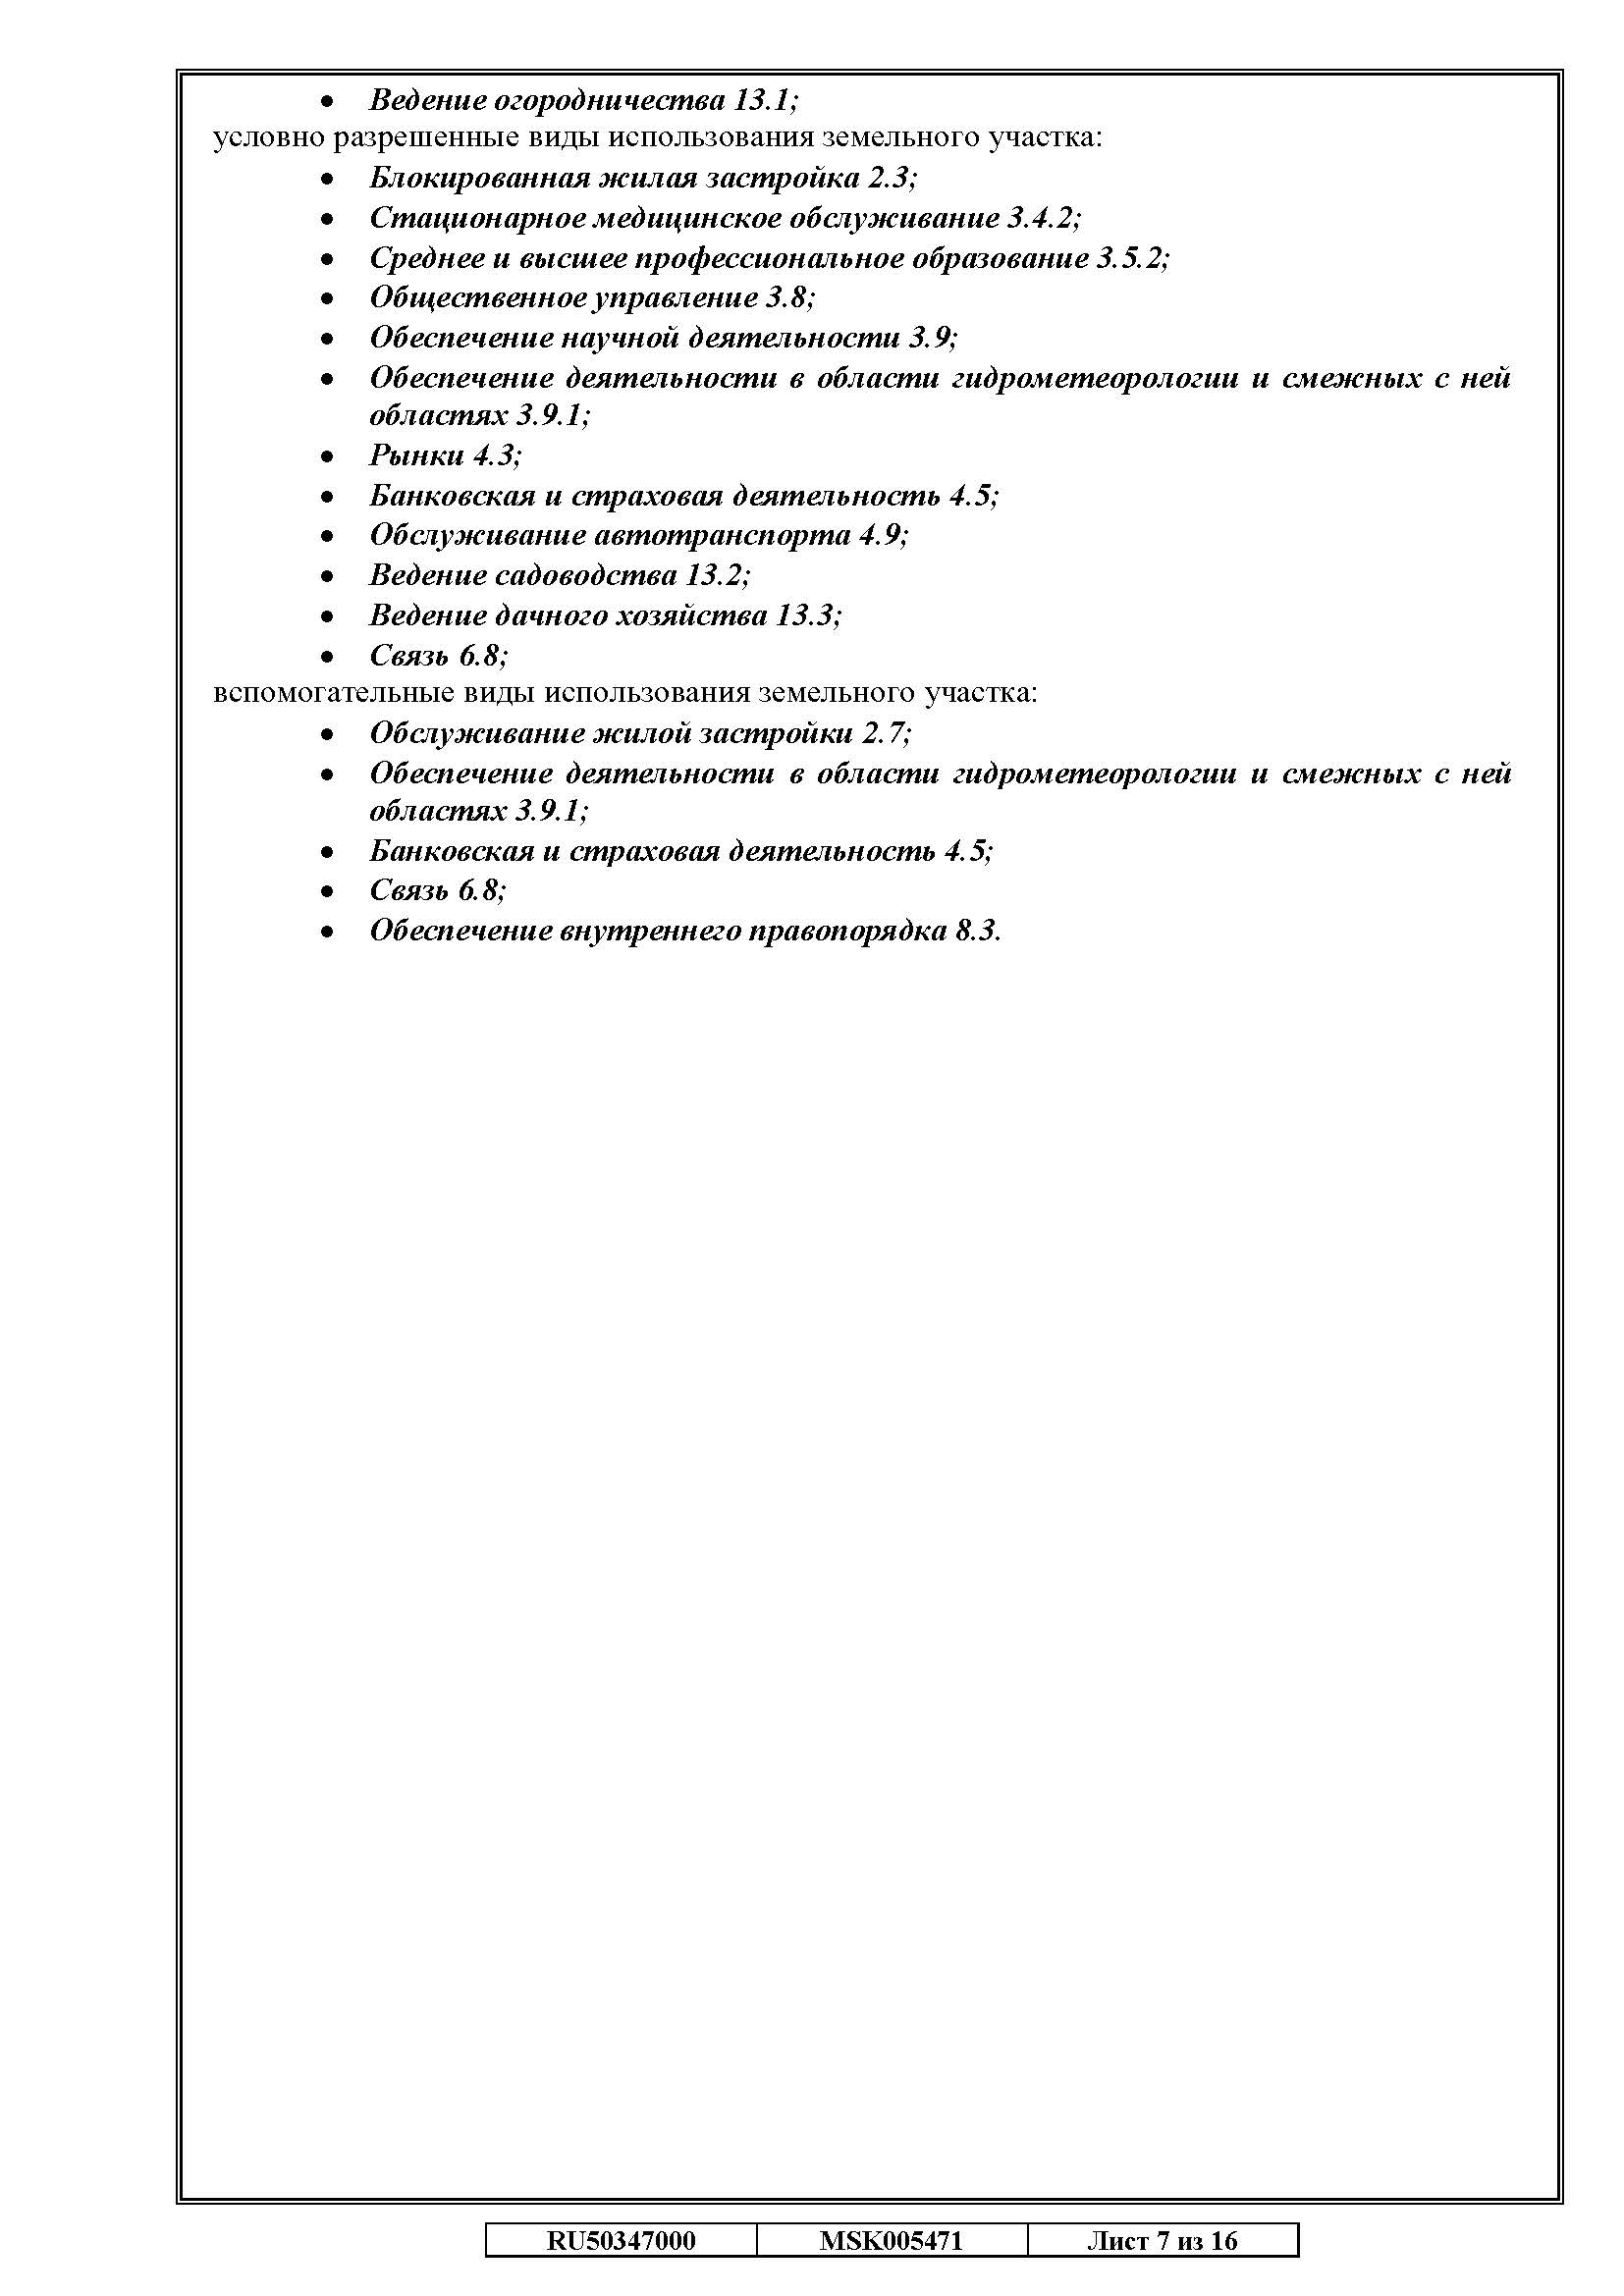 • Ведение огородничества 13.1;
условно разрешенные виды использования земельного участка:
• Блокированная жилая застройка 2.3;
• Стационарное медицинское обслуживание 3.4.2;
• Среднее и высшее профессиональное образование 3.5.2;
• Общественное управление 3.8;
• Обеспечение научной деятельности 3.9;
• Обеспечение деятельности в области гидрометеорологии и смежных с ней
областях 3.9.1;
• Рынки 4.3;
• Банковская и страховая деятельность 4.5;
• Обслуживание автотранспорта 4.9;
• Ведение садоводства 13.2;
• Ведение дачного хозяйства 13.3;
• Связь 6.8;
вспомогательные виды использования земельного участка:
• Обслуживание жилой застройки 2.7;
• Обеспечение деятельности в области гидрометеорологии и смежных с ней
областях 3.9.1;
• Банковская и страховая деятельность 4.5;
• Связь 6.8;
• Обеспечение внутреннего правопорядка 8.3.
RU50347000 MSK005471 Лист 7 из 16